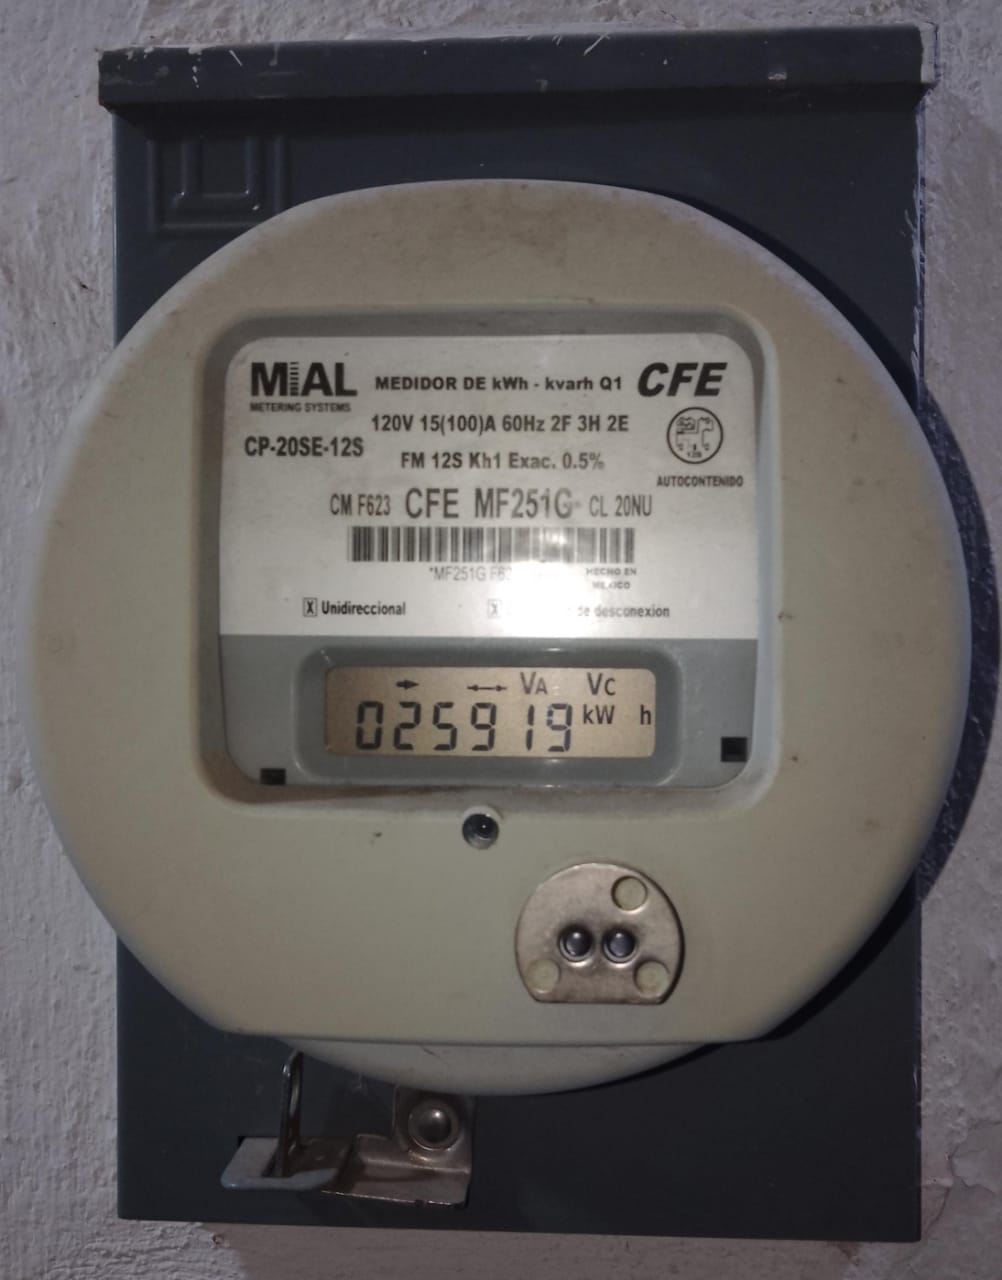 MIAL
METERING SYSTEMS
MEDIDOR DE kWh - kvarh Q1
CFE
120V 15(100)A 60Hz 2F 3H 2E
CP-20SE-12S
FM 12S Kh1 Exac. 0.5%
12S
AUTOCONTENIDO
CM F623 CFE MF251G CL 20NU
*MF251G
HECHO EN
MEXICO
X Unidireccional
X de desconexion
VA VC
025919 kW h